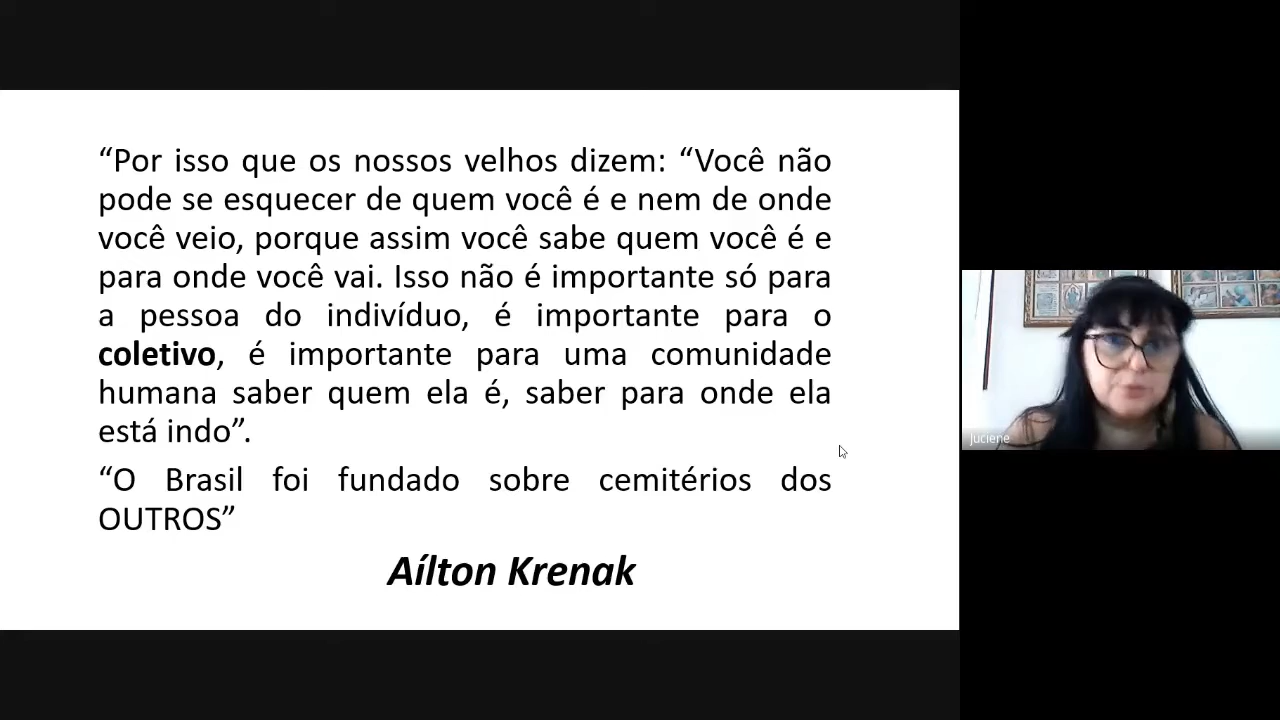 “Por isso que os nossos velhos dizem: “Você não
pode se esquecer de quem você é e nem de onde
você veio, porque assim você sabe quem você é e
para onde você vai. Isso não é importante só para
a pessoa do indivíduo, é importante para o
coletivo, é importante para uma comunidade
humana saber quem ela é, saber para onde ela
está indo”.
“O Brasil foi fundado sobre cemitérios dos
OUTROS”
Aílton Krenak
Juciene